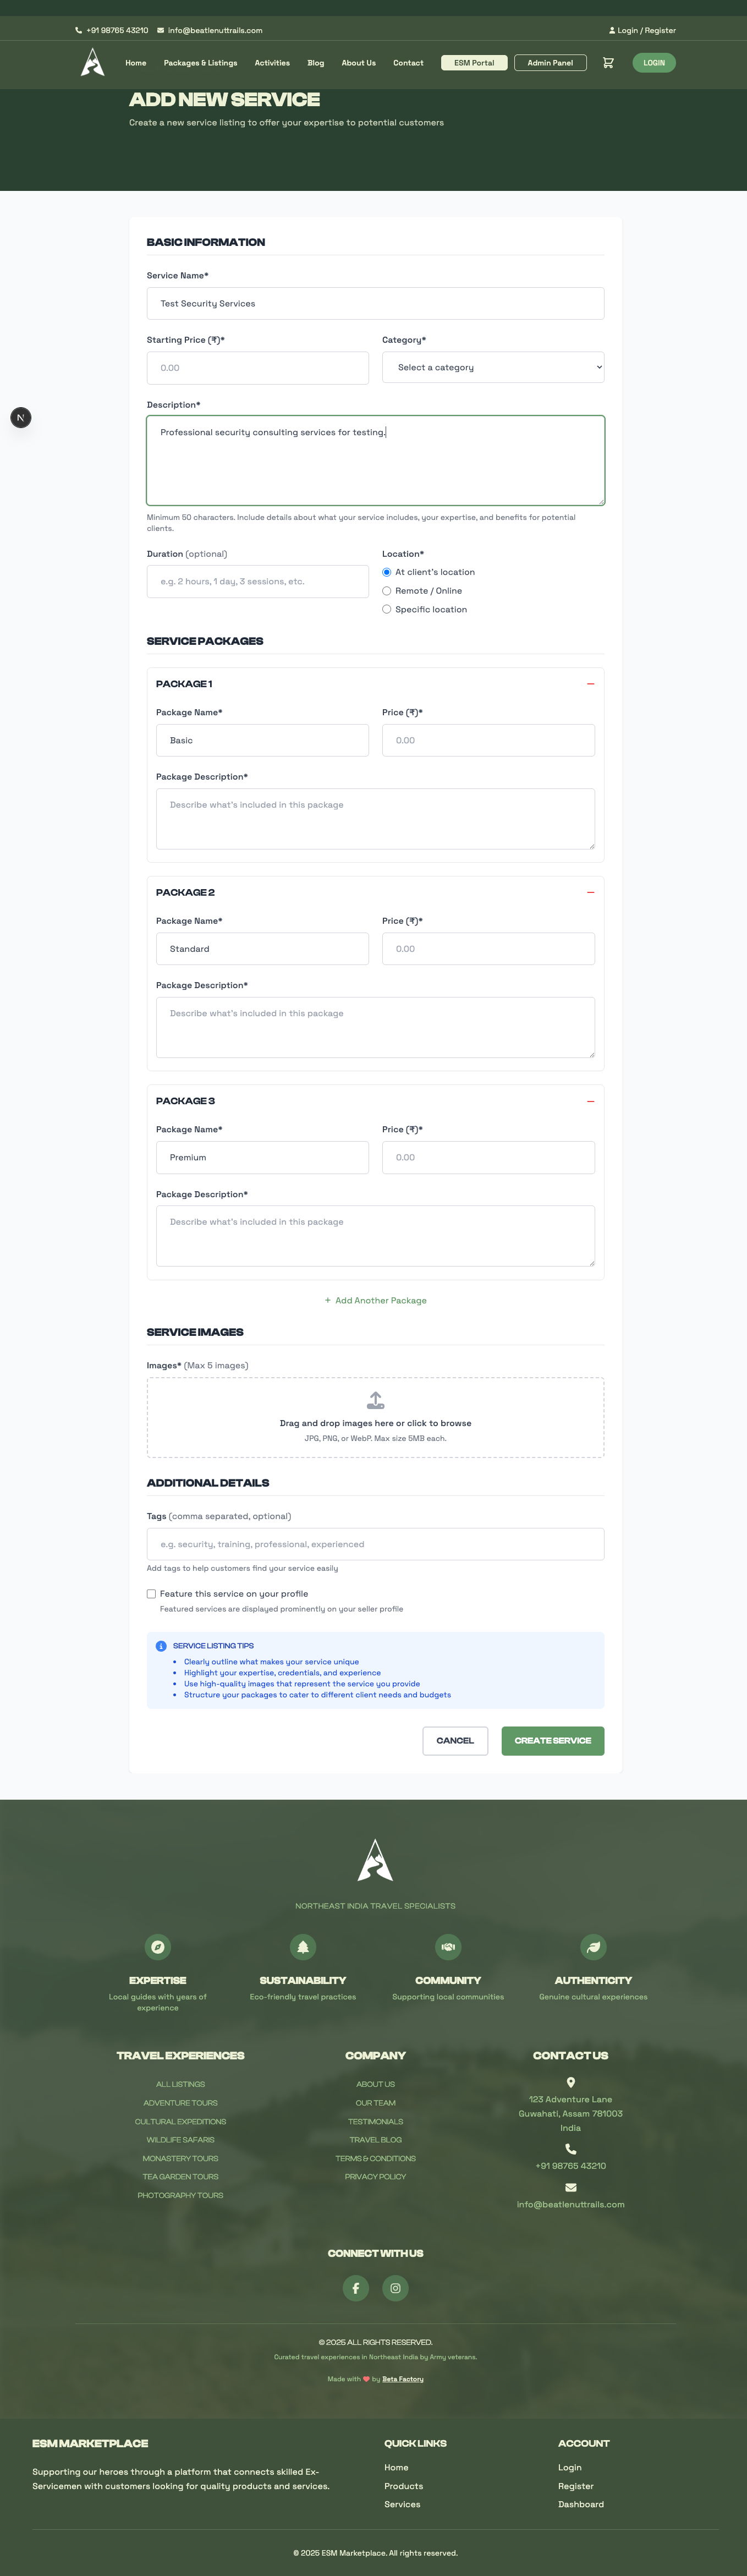 +91 98765 43210 info@beatlenuttrails.com Login / Register
Home Packages & Listings Activities Blog About Us Contact ESM Portal Admin Panel LOGIN
ADD NEW SERVICE
Create a new service listing to offer your expertise to potential customers
BASIC INFORMATION
Service Name*
Test Security Services
Starting Price (₹)* Category*
0.00 Select a category
Description*
Professional security consulting services for testing.
Minimum 50 characters. Include details about what your service includes, your expertise, and benefits for potential
clients.
Duration (optional) Location*
e.g. 2 hours, 1 day, 3 sessions, etc. At client's location
Remote / Online
Specific location
SERVICE PACKAGES
PACKAGE 1
Package Name* Price (₹)*
Basic 0.00
Package Description*
Describe what's included in this package
PACKAGE 2
Package Name* Price (₹)*
Standard 0.00
Package Description*
Describe what's included in this package
PACKAGE 3
Package Name* Price (₹)*
Premium 0.00
Package Description*
Describe what's included in this package
+ Add Another Package
SERVICE IMAGES
Images* (Max 5 images)
Drag and drop images here or click to browse
JPG, PNG, or WebP. Max size 5MB each.
ADDITIONAL DETAILS
Tags (comma separated, optional)
e.g. security, training, professional, experienced
Add tags to help customers find your service easily
Feature this service on your profile
Featured services are displayed prominently on your seller profile
SERVICE LISTING TIPS
• Clearly outline what makes your service unique
• Highlight your expertise, credentials, and experience
• Use high-quality images that represent the service you provide
• Structure your packages to cater to different client needs and budgets
CANCEL CREATE SERVICE
NORTHEAST INDIA TRAVEL SPECIALISTS
EXPERTISE SUSTAINABILITY COMMUNITY AUTHENTICITY
Local guides with years of Eco-friendly travel practices Supporting local communities Genuine cultural experiences
experience
TRAVEL EXPERIENCES COMPANY CONTACT US
ALL LISTINGS ABOUT US
ADVENTURE TOURS OUR TEAM 123 Adventure Lane
CULTURAL EXPEDITIONS TESTIMONIALS Guwahati, Assam 781003
WILDLIFE SAFARIS TRAVEL BLOG India
MONASTERY TOURS TERMS & CONDITIONS
TEA GARDEN TOURS PRIVACY POLICY +91 98765 43210
PHOTOGRAPHY TOURS info@beatlenuttrails.com
CONNECT WITH US
© 2025 ALL RIGHTS RESERVED.
Curated travel experiences in Northeast India by Army veterans.
Made with ❤ by Beta Factory
ESM MARKETPLACE QUICK LINKS ACCOUNT
Supporting our heroes through a platform that connects skilled Ex- Home Login
Servicemen with customers looking for quality products and services. Products Register
Services Dashboard
© 2025 ESM Marketplace. All rights reserved.